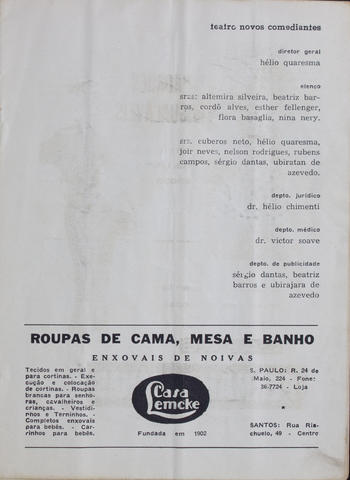 teatro novos comediantes
diretor geral
hélio quaresma
elenco
sras: altemira silveira, beatriz bar-
ros, cordô alves, esther fellenger,
flora basaglia, nina nery.
srs. cuberos neto, hélio quaresma,
joir neves, nelson rodrigues, rubens
campos, sérgio dantas, ubiratan de
azevedo.
depto. jurídico
dr. hélio chimenti
depto. médico
dr. victor soave
depto. de publicidade
sérgio dantas, beatriz
barros e ubirajara de
azevedo
ROUPAS DE CAMA, MESA E BANHO
ENXOVAIS DE NOIVAS
Tecidos em geral e
para cortinas. - Exe-
cução e colocação
de cortinas. - Roupas
brancas para senho-
ras, cavalheiros e
crianças. - Vestidi-
nhos e Terninhos. -
Completos enxovais
para bebês. - Car-
rinhos para bebês.
Casa
Lemcke
Fundada em 1902
S. PAULO: R. 24 de
Maio, 224 - Fone:
36-7724 - Loja
*
SANTOS: Rua Ria-
chuelo, 49 - Centro